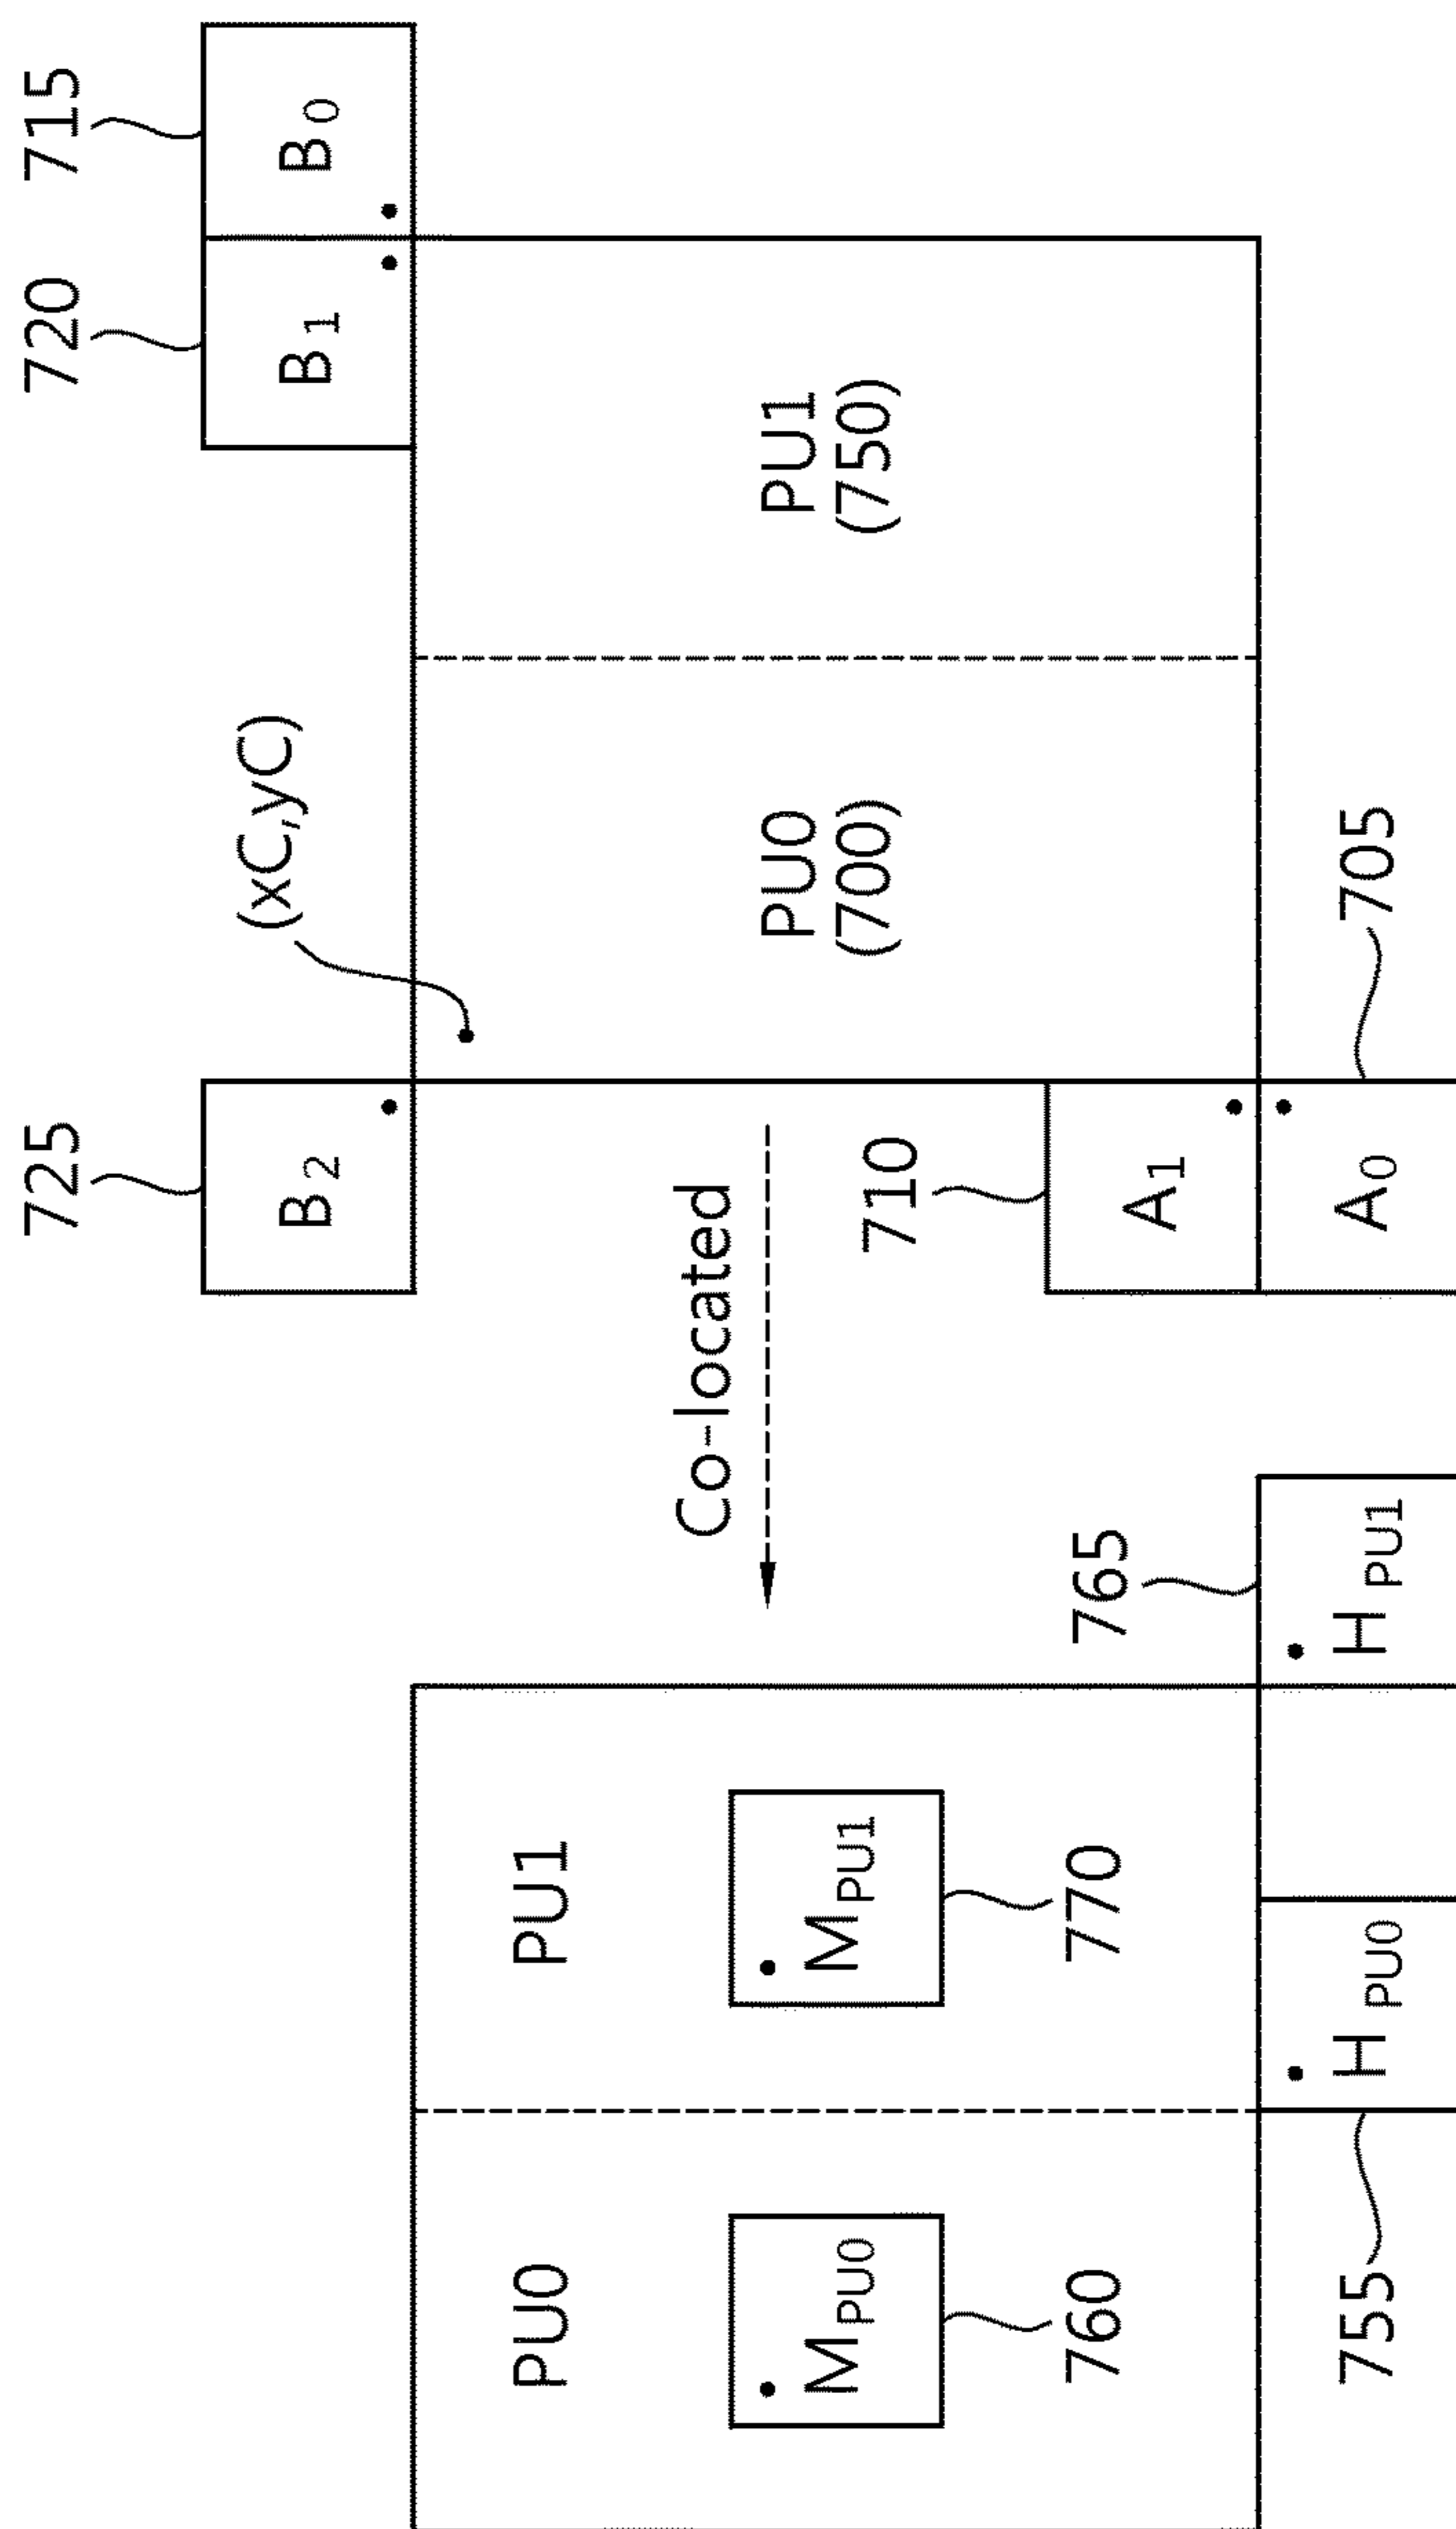 725
720
715
B2
B1
B0
(xC,yC)
Co-located
PU0
PU1
PU0
(700)
PU1
(750)
MPU0
MPU1
710
760
770
765
A1
HPU0
HPU1
A0
755
705